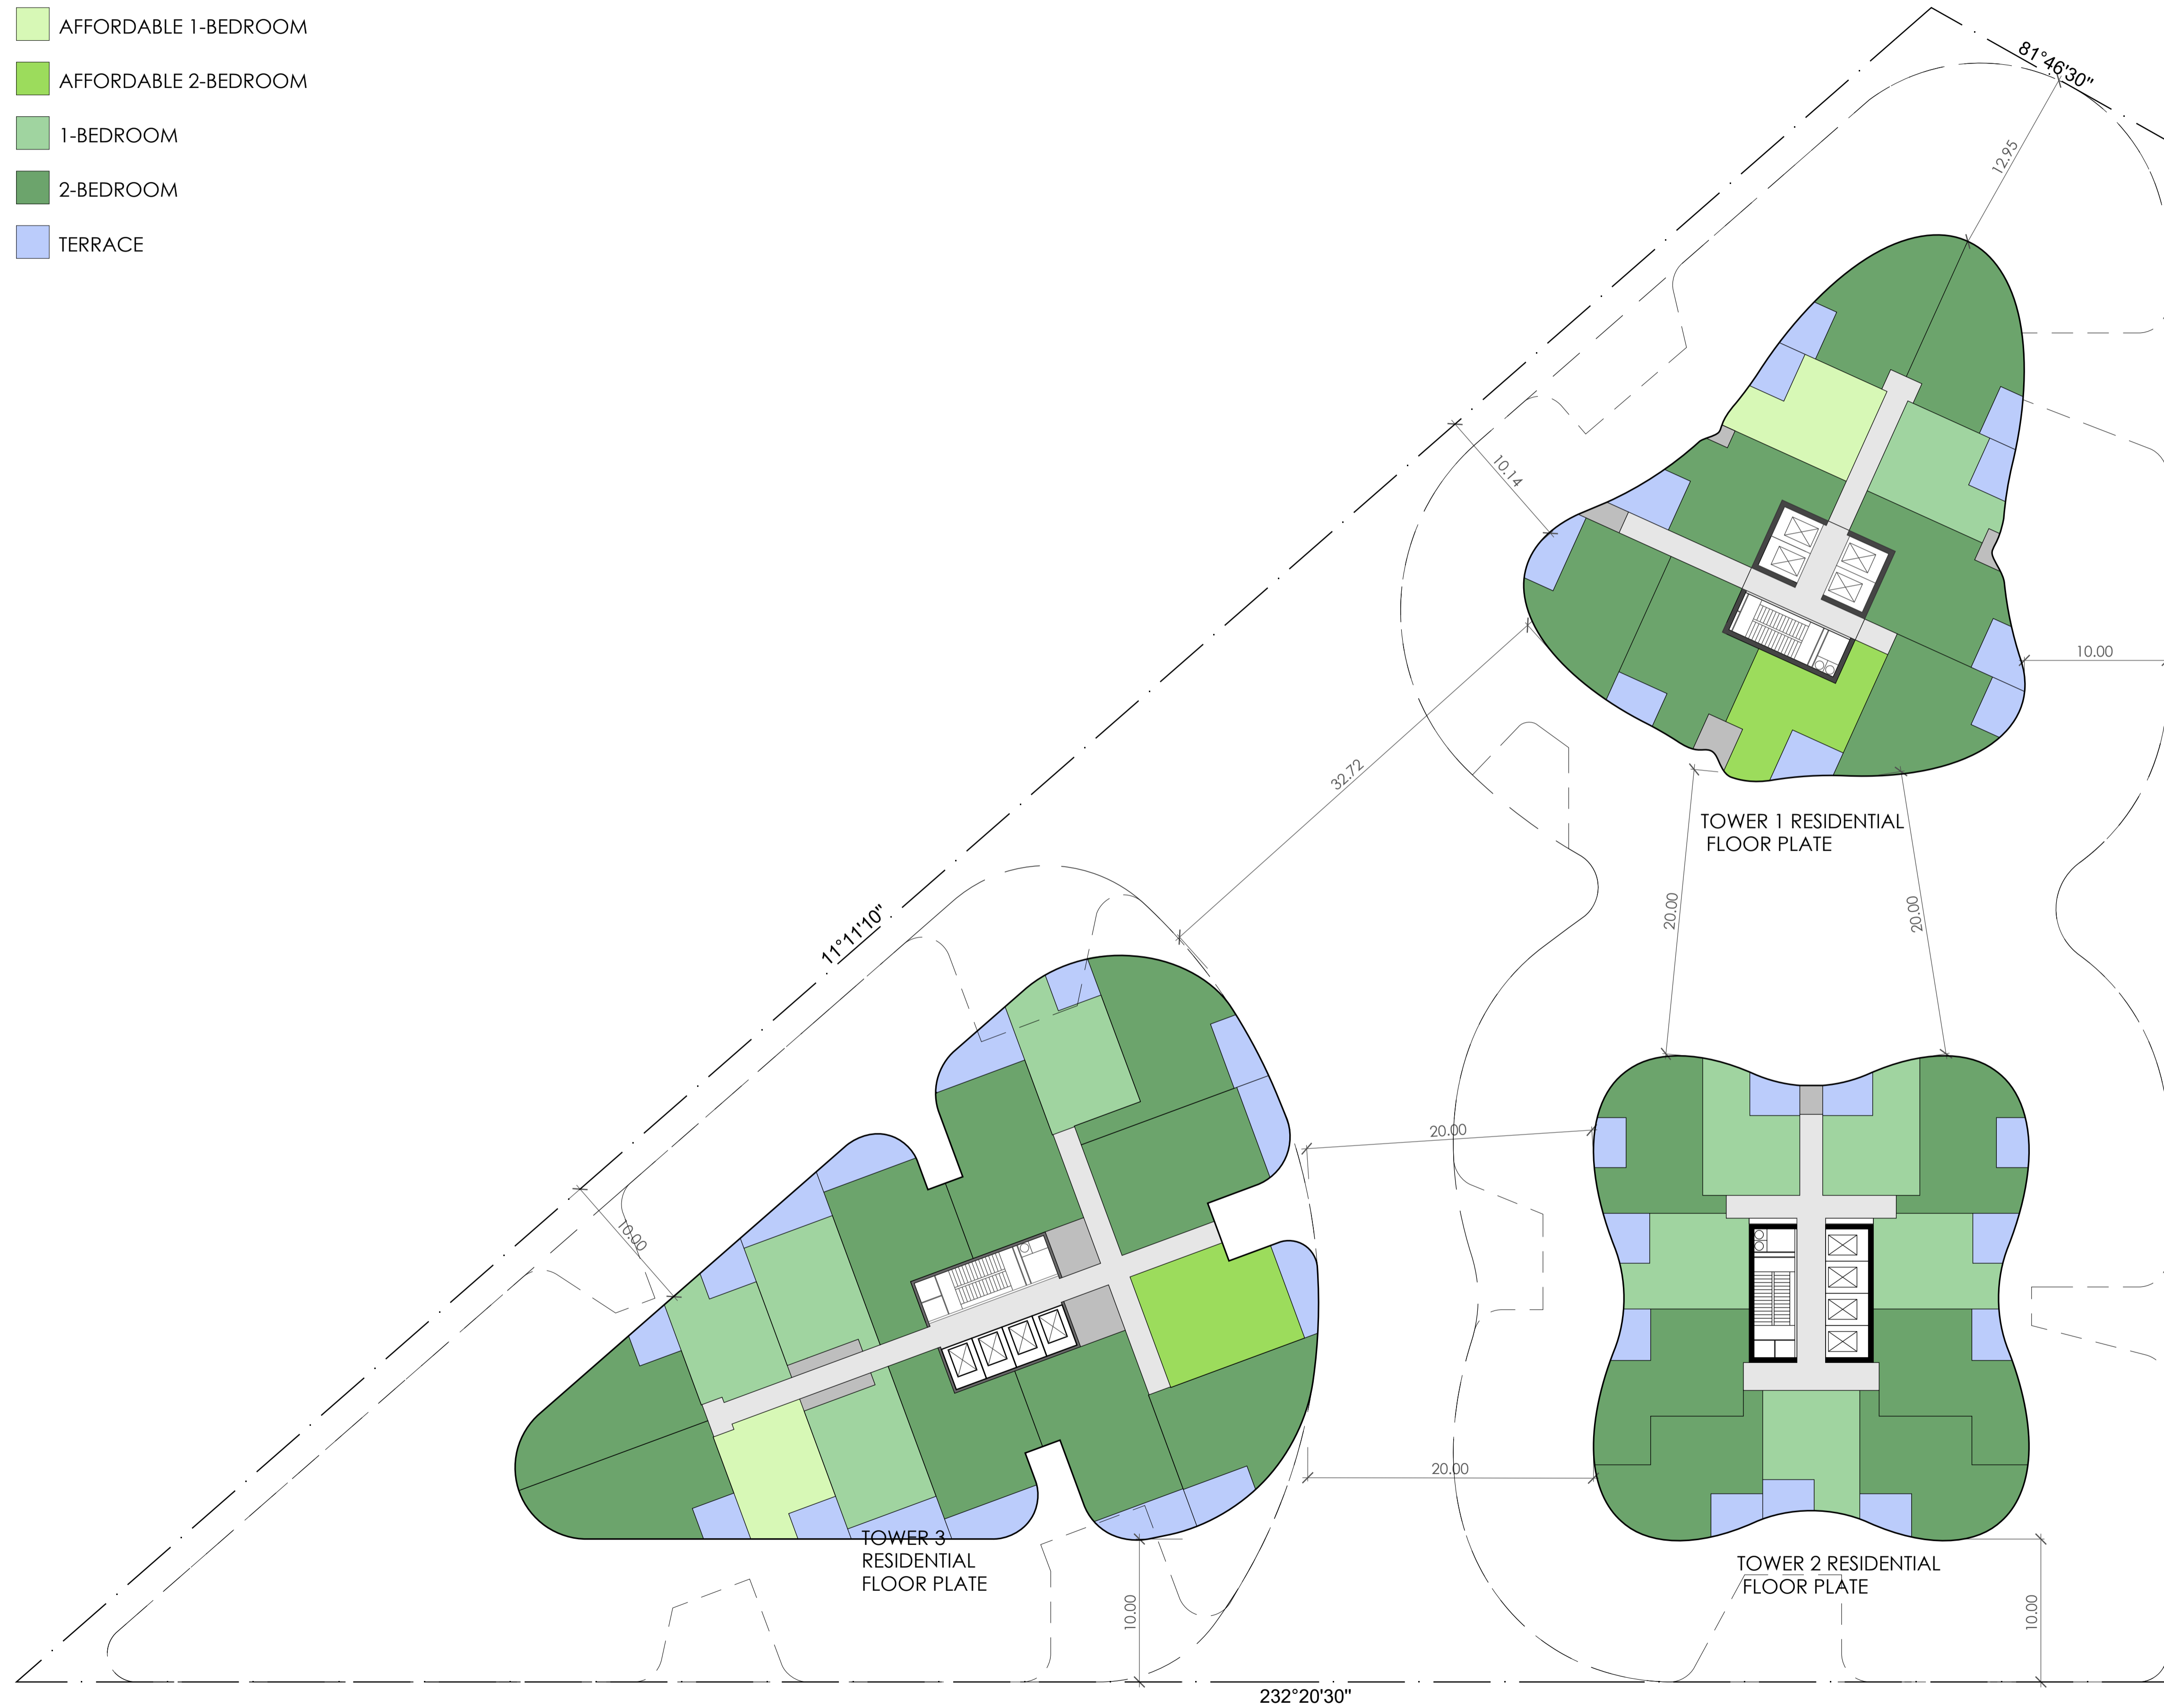 AFFORDABLE 1-BEDROOM
AFFORDABLE 2-BEDROOM
1-BEDROOM
2-BEDROOM
TERRACE
81°46'30"
12.95
10.14
10.00
32.72
TOWER 1 RESIDENTIAL
FLOOR PLATE
20.00
20.00
11°11'10"
20.00
10.00
20.00
TOWER 3
RESIDENTIAL
FLOOR PLATE
TOWER 2 RESIDENTIAL
FLOOR PLATE
10.00
10.00
232°20'30"